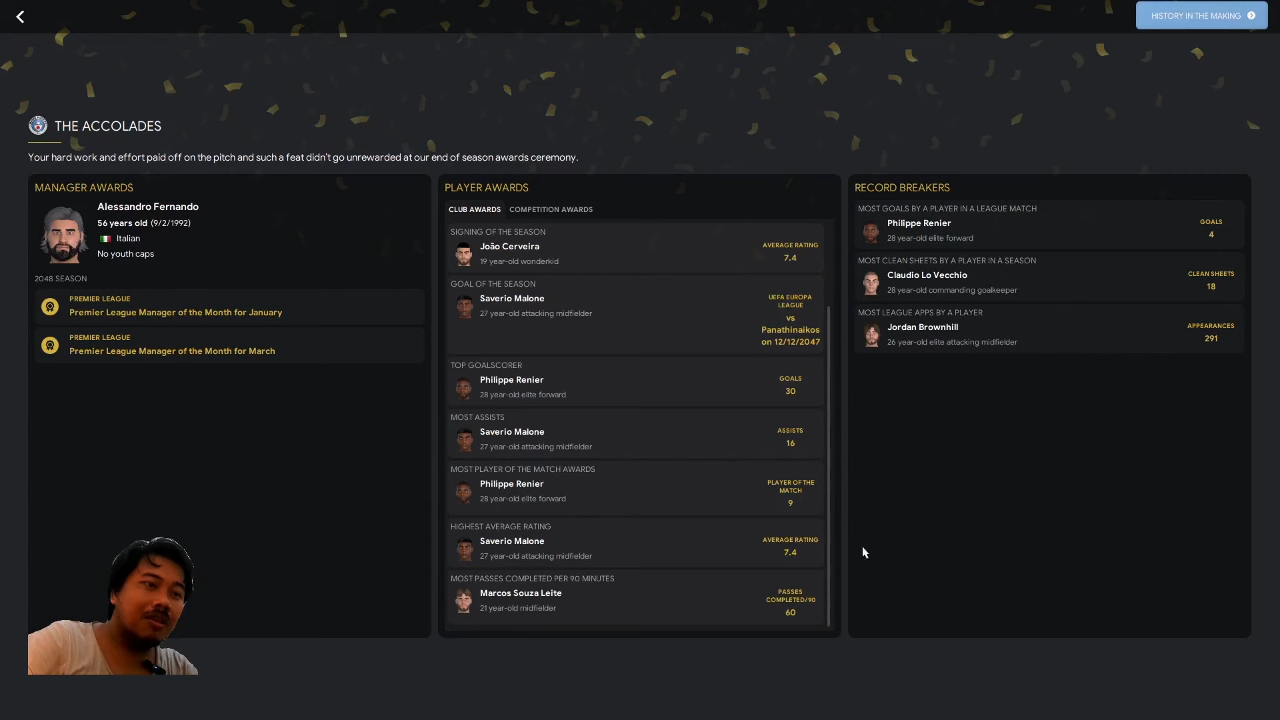 HISTORY IN THE MAKING
THE ACCOLADES
Your hard work and effort paid off on the pitch and such a feat didn't go unrewarded at our end of season awards ceremony.
MANAGER AWARDS
Alessandro Fernando
56 years old (9/2/1992)
Italian
No youth caps
2048 SEASON
PREMIER LEAGUE
Premier League Manager of the Month for January
PREMIER LEAGUE
Premier League Manager of the Month for March
PLAYER AWARDS
CLUB AWARDS COMPETITION AWARDS
SIGNING OF THE SEASON
João Cerveira
19 year-old wonderkid
AVERAGE RATING
7.4
GOAL OF THE SEASON
Saverio Malone
27 year-old attacking midfielder
UEFA EUROPA
LEAGUE
vs
Panathinaikos
on 12/12/2047
TOP GOALSCORER
Philippe Renier
28 year-old elite forward
GOALS
30
MOST ASSISTS
Saverio Malone
27 year-old attacking midfielder
ASSISTS
16
MOST PLAYER OF THE MATCH AWARDS
Philippe Renier
28 year-old elite forward
PLAYER OF THE
MATCH
9
HIGHEST AVERAGE RATING
Saverio Malone
27 year-old attacking midfielder
AVERAGE RATING
7.4
MOST PASSES COMPLETED PER 90 MINUTES
Marcos Souza Leite
21 year-old midfielder
PASSES
COMPLETED/90
60
RECORD BREAKERS
MOST GOALS BY A PLAYER IN A LEAGUE MATCH
Philippe Renier
28 year-old elite forward
GOALS
4
MOST CLEAN SHEETS BY A PLAYER IN A SEASON
Claudio Lo Vecchio
28 year-old commanding goalkeeper
CLEAN SHEETS
18
MOST LEAGUE APPS BY A PLAYER
Jordan Brownhill
26 year-old elite attacking midfielder
APPEARANCES
291